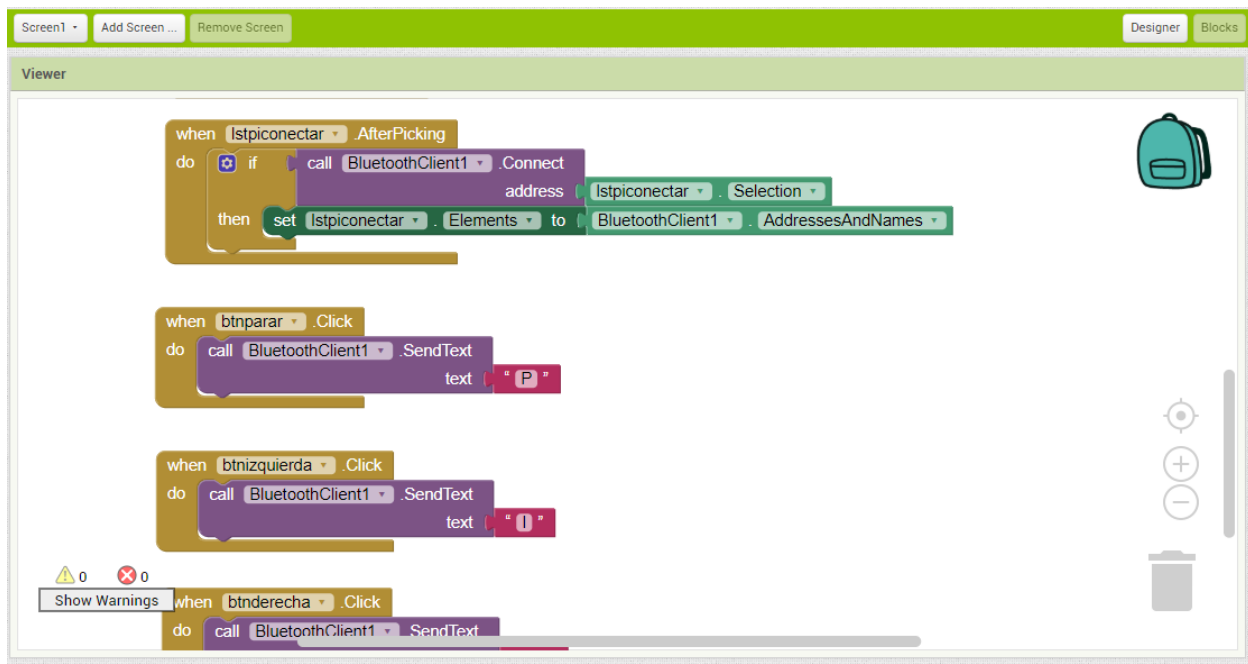 Screen1 Add Screen ... Remove Screen Designer Blocks
Viewer
when lstpiconectar .AfterPicking
do if call BluetoothClient1 .Connect
address lstpiconectar . Selection
then set lstpiconectar . Elements to BluetoothClient1 . AddressesAndNames
when btnparar .Click
do call BluetoothClient1 .SendText
text " P "
when btnizquierda .Click
do call BluetoothClient1 .SendText
text " I "
0 0
Show Warnings
when btnderecha .Click
do call BluetoothClient1 .SendText